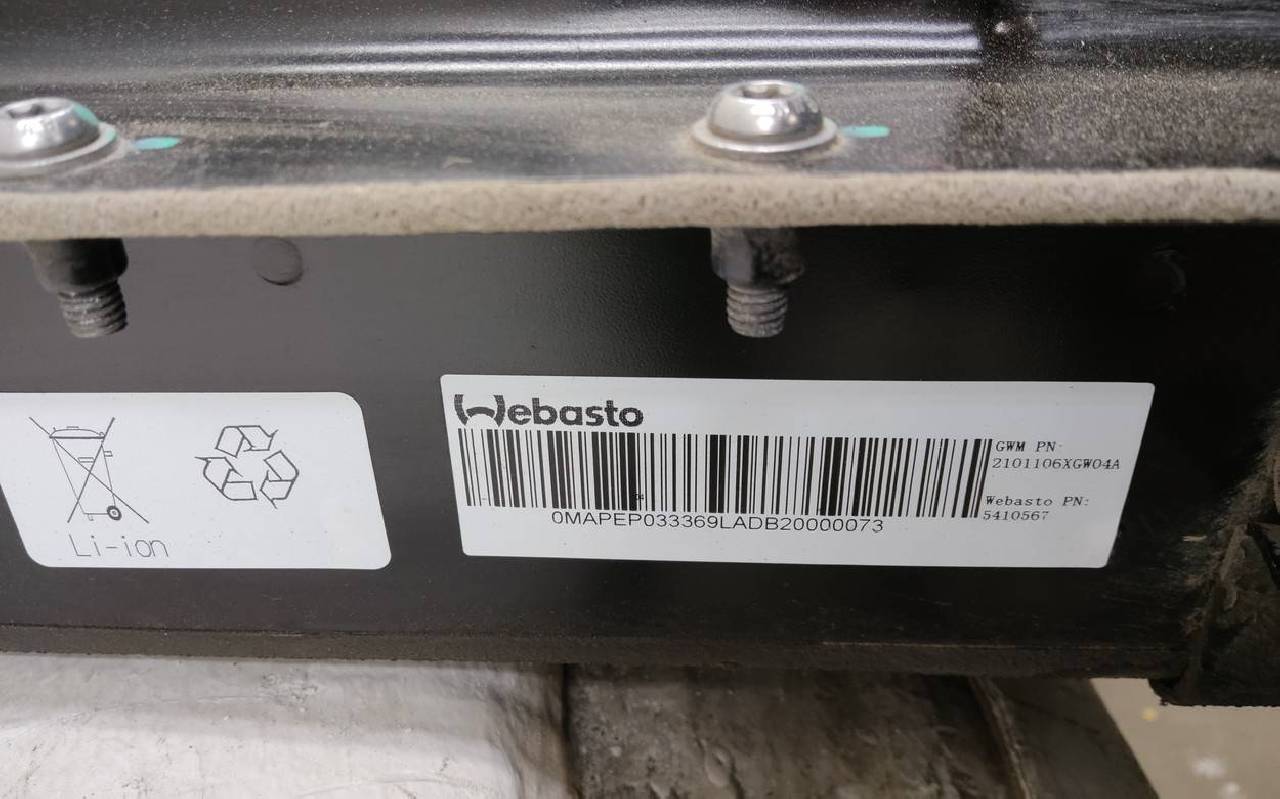 Li-ion
Webasto
0MAPEP033369LADB20000073
GWM PN:
2101106XGW04A
Webasto PN:
5410567